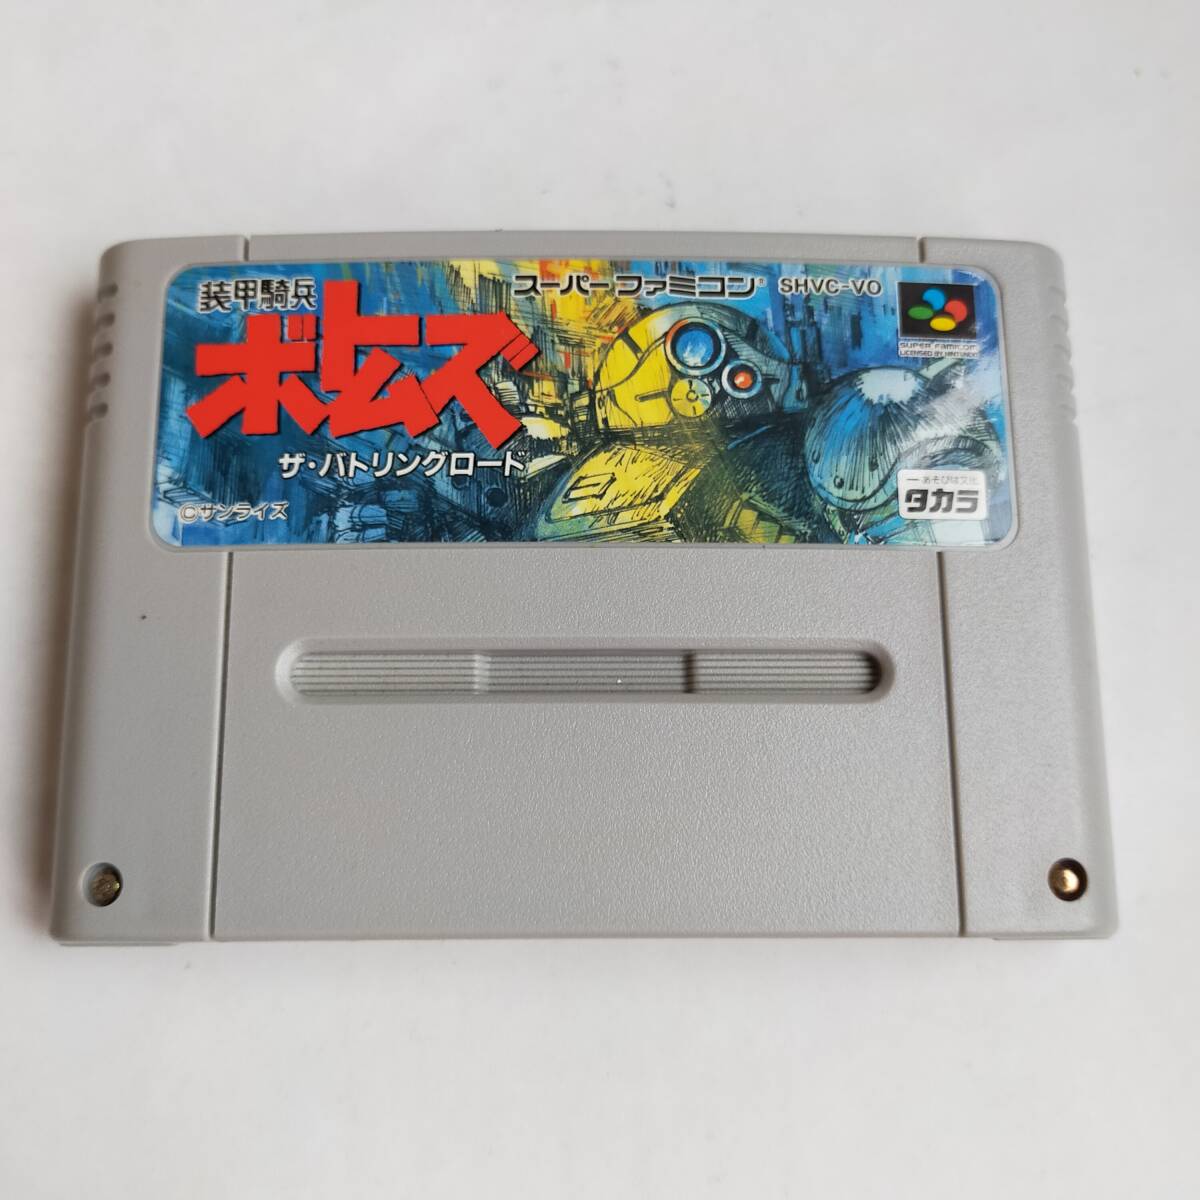 装甲騎兵
ボトムズ
ザ・バトリングロード
©サンライズ
スーパーファミコン® SHVC-VO
SUPER FAMICOM
LICENSED BY NINTENDO
あそびは文化
タカラ